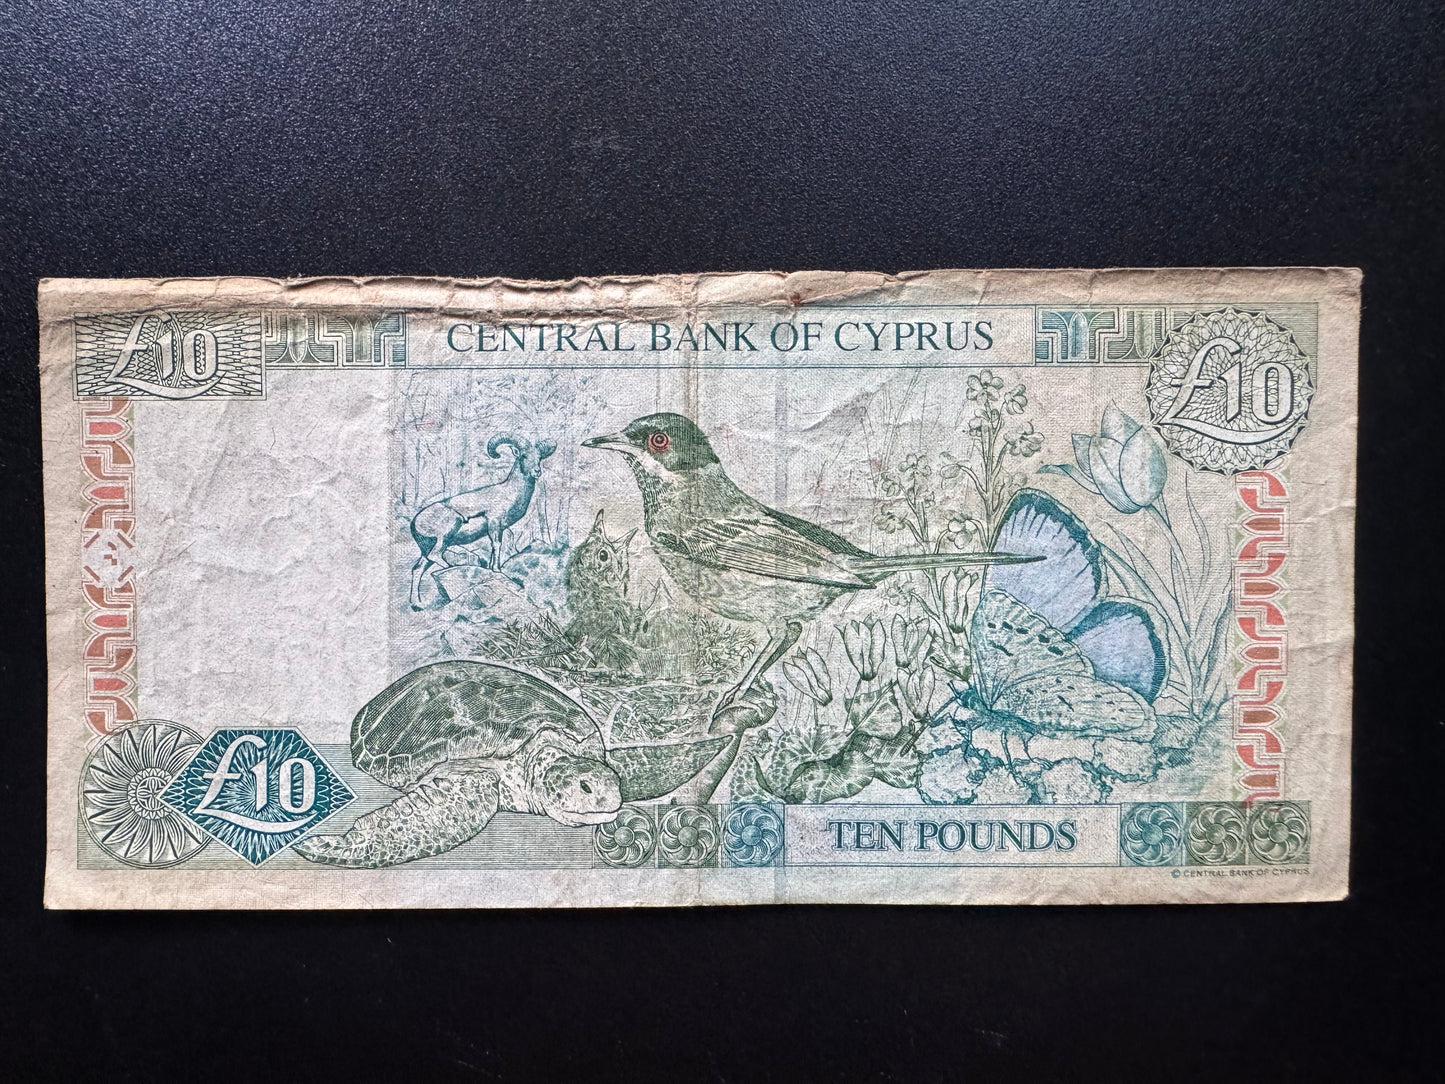 £10
CENTRAL BANK OF CYPRUS
£10
£10
TEN POUNDS
© CENTRAL BANK OF CYPRUS